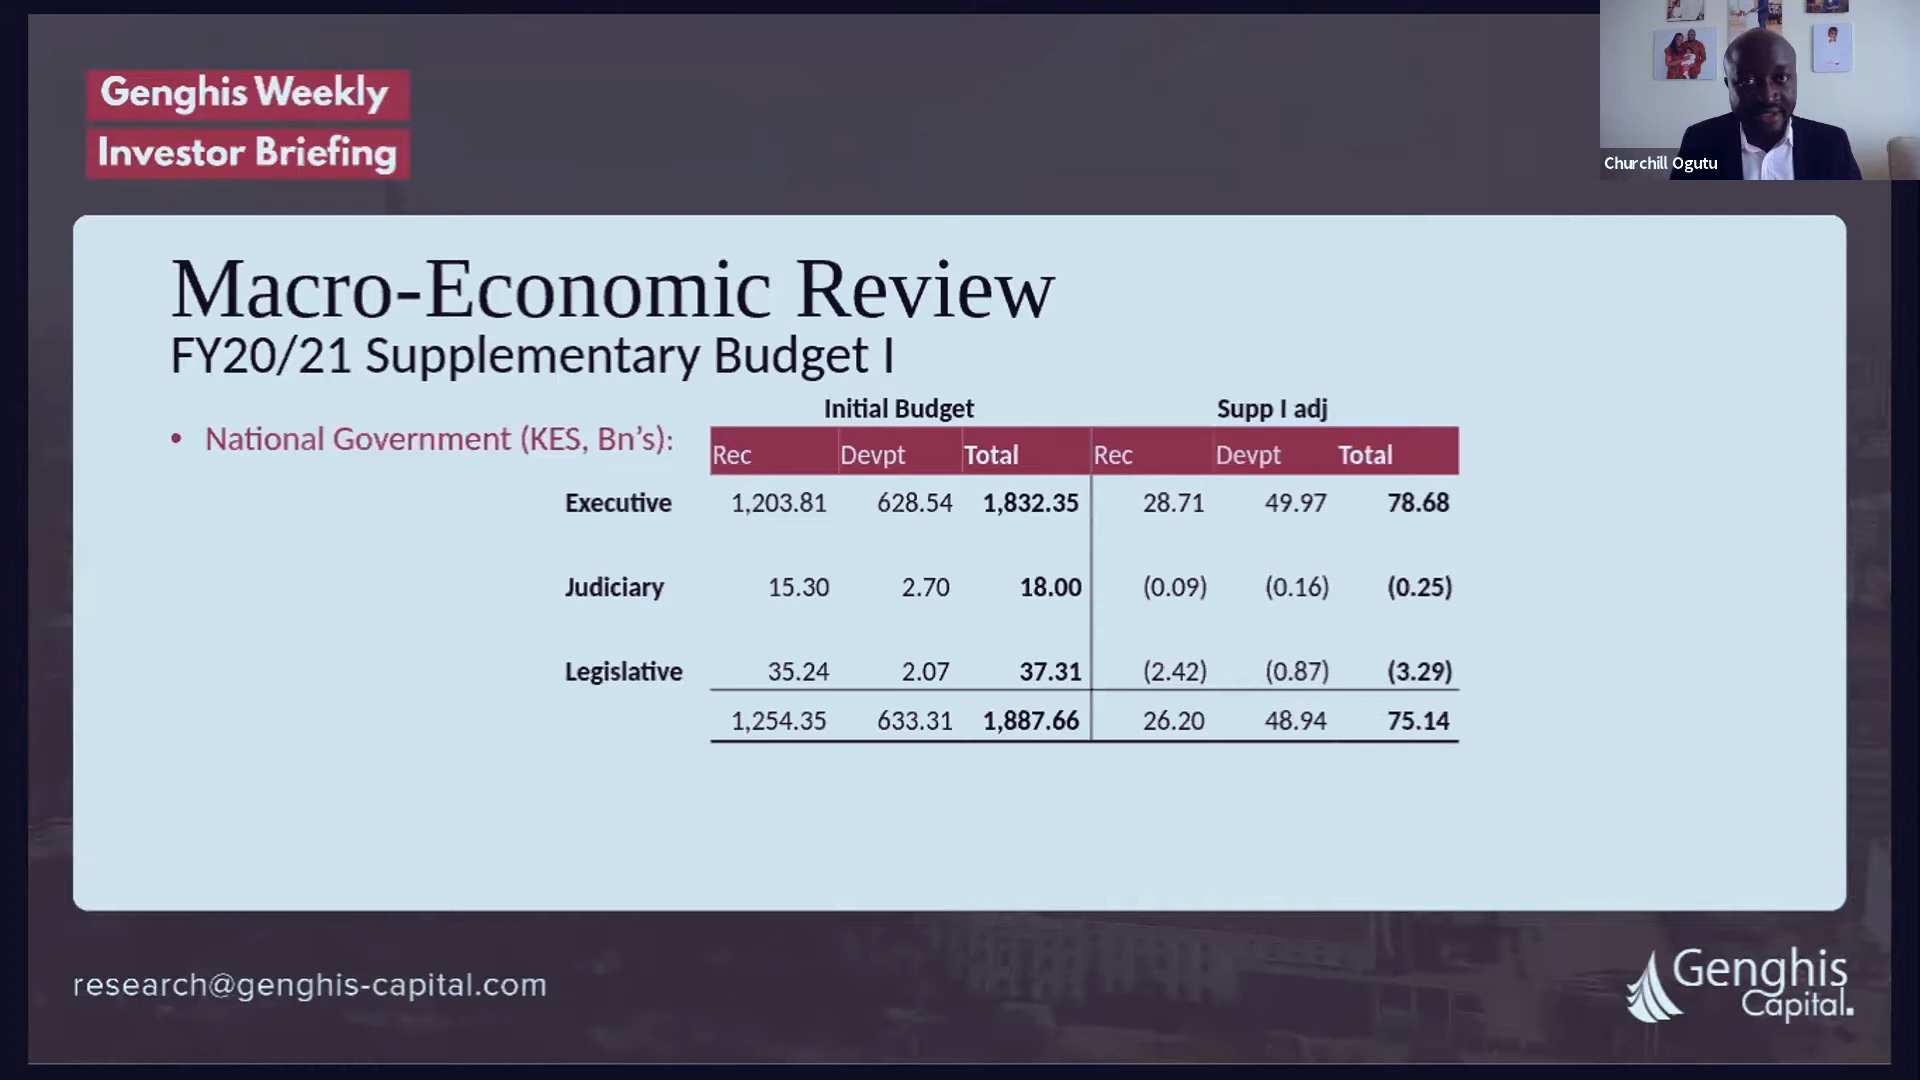 Genghis Weekly
Investor Briefing
Churchill Ogutu
Macro-Economic Review
FY20/21 Supplementary Budget I
Initial Budget Supp I adj
• National Government (KES, Bn’s):
Rec Devpt Total Rec Devpt Total
Executive 1,203.81 628.54 1,832.35 28.71 49.97 78.68
Judiciary 15.30 2.70 18.00 (0.09) (0.16) (0.25)
Legislative 35.24 2.07 37.31 (2.42) (0.87) (3.29)
1,254.35 633.31 1,887.66 26.20 48.94 75.14
research@genghis-capital.com
Genghis
Capital.